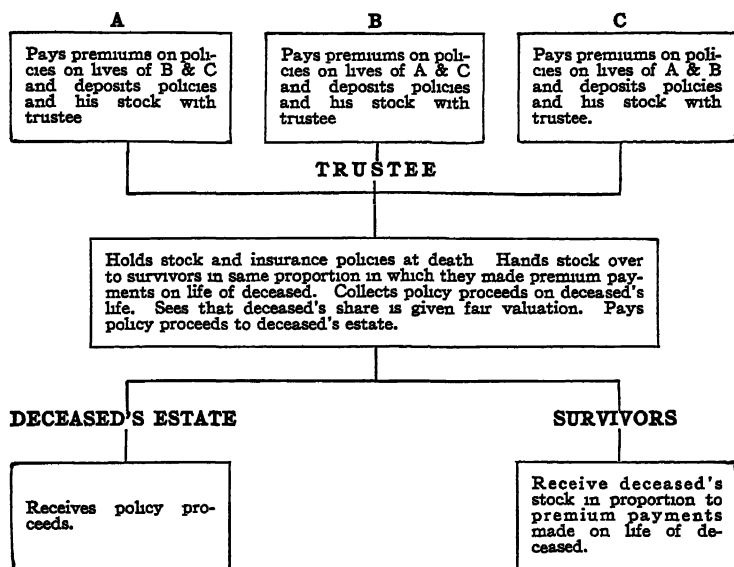 A
Pays premiums on poli-
cies on lives of B & C
and deposits policies
and his stock with
trustee
B
Pays premiums on poli-
cies on lives of A & C
and deposits policies
and his stock with
trustee
C
Pays premiums on poli-
cies on lives of A & B
and deposits policies
and his stock with
trustee.
TRUSTEE
Holds stock and insurance policies at death Hands stock over
to survivors in same proportion in which they made premium pay-
ments on life of deceased. Collects policy proceeds on deceased's
life. Sees that deceased's share is given fair valuation. Pays
policy proceeds to deceased's estate.
DECEASED'S ESTATE
Receives policy pro-
ceeds.
SURVIVORS
Receive deceased's
stock in proportion to
premium payments
made on life of de-
ceased.